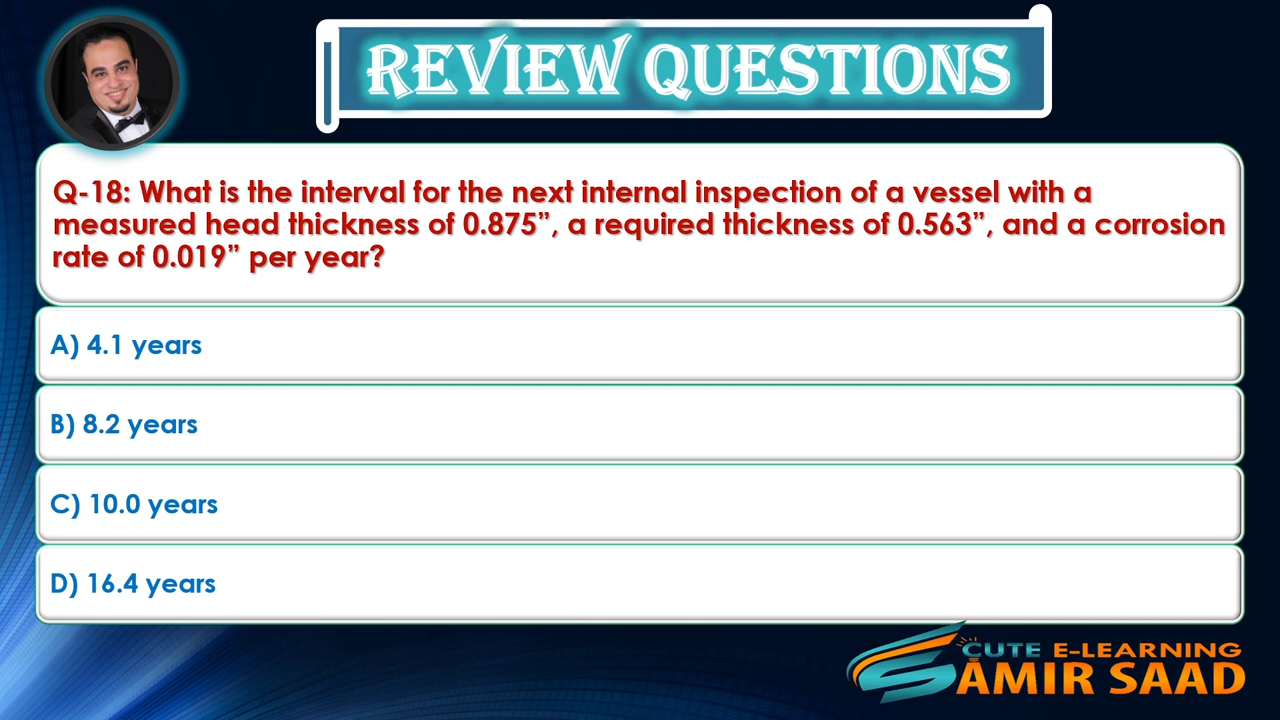 REVIEW QUESTIONS
Q-18: What is the interval for the next internal inspection of a vessel with a
measured head thickness of 0.875”, a required thickness of 0.563”, and a corrosion
rate of 0.019” per year?
A) 4.1 years
B) 8.2 years
C) 10.0 years
D) 16.4 years
CUTE E-LEARNING
AMIR SAAD